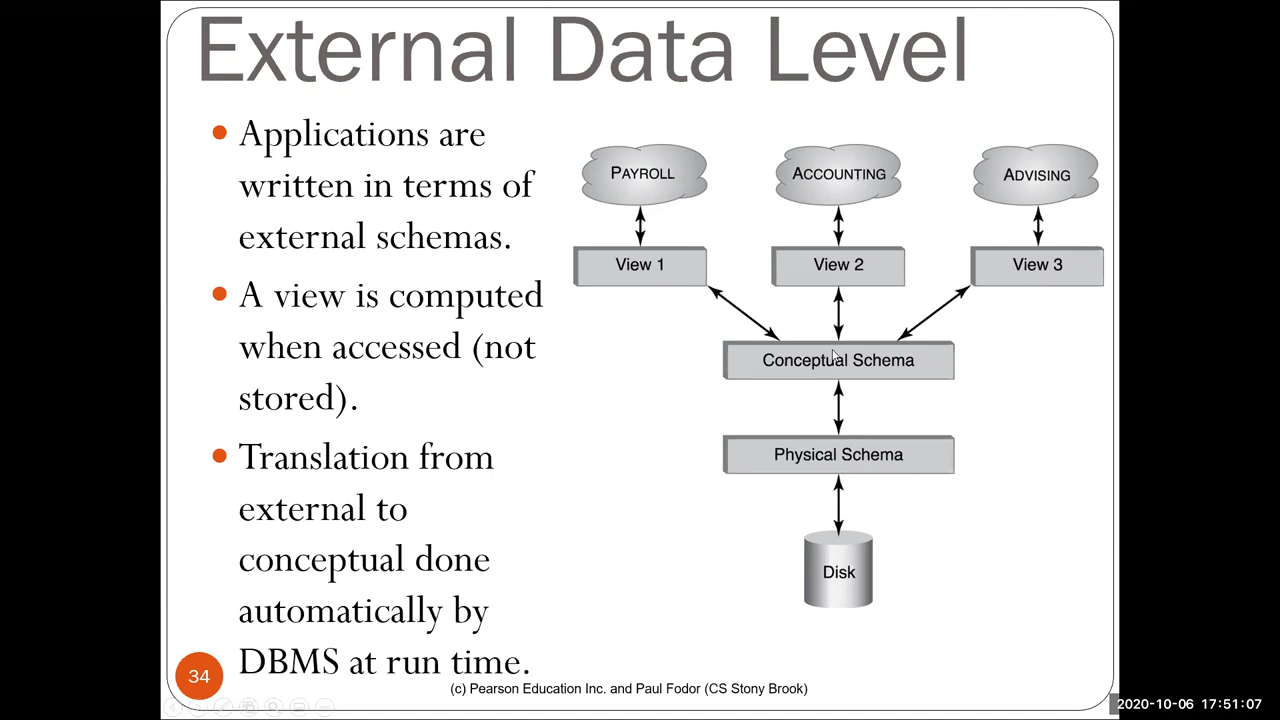 External Data Level
Applications are
written in terms of
external schemas.
A view is computed
when accessed (not
stored).
Translation from
external to
conceptual done
automatically by
DBMS at run time.
PAYROLL
ACCOUNTING
ADVISING
View 1
View 2
View 3
Conceptual Schema
Physical Schema
Disk
34
(c) Pearson Education Inc. and Paul Fodor (CS Stony Brook)
2020-10-06 17:51:07